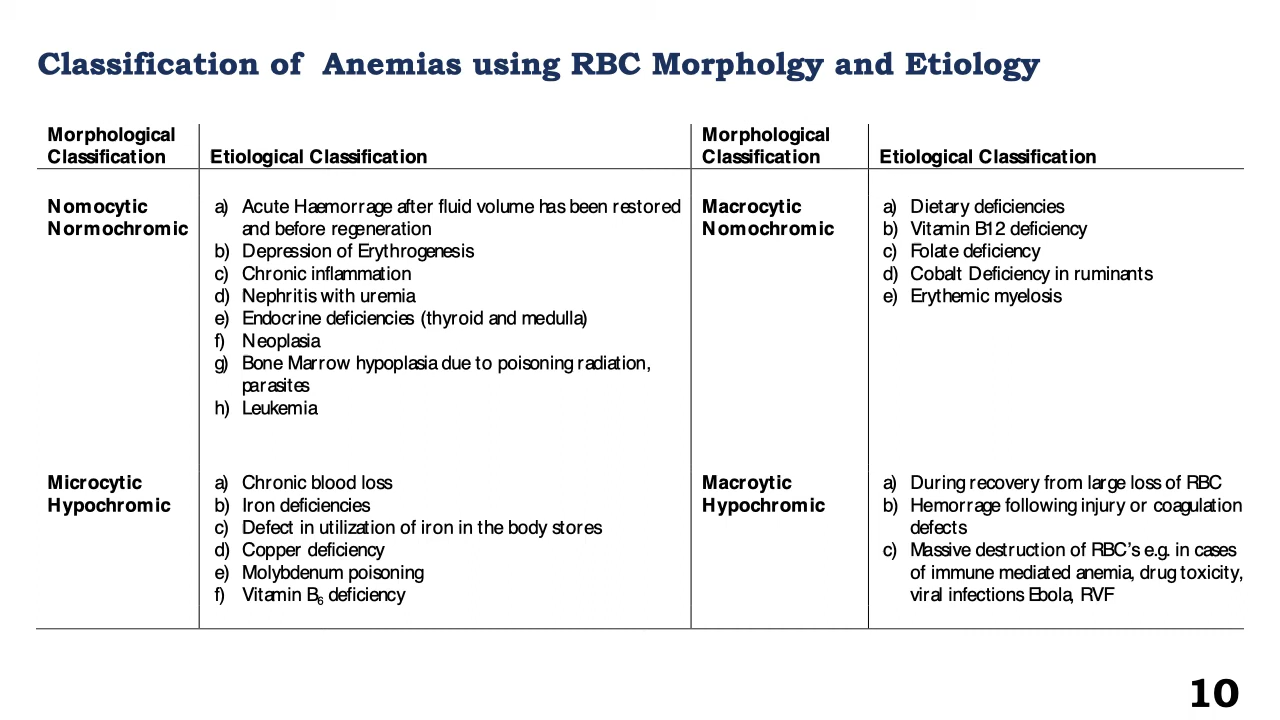 Classification of Anemias using RBC Morpholgy and Etiology
Morphological
Classification
Etiological Classification
Morphological
Classification
Etiological Classification
Nomocytic
Normochromic
a) Acute Haemorrage after fluid volume has been restored
and before regeneration
b) Depression of Erythrogenesis
c) Chronic inflammation
d) Nephritis with uremia
e) Endocrine deficiencies (thyroid and medulla)
f) Neoplasia
g) Bone Marrow hypoplasia due to poisoning radiation,
parasites
h) Leukemia
Macrocytic
Nomochromic
a) Dietary deficiencies
b) Vitamin B12 deficiency
c) Folate deficiency
d) Cobalt Deficiency in ruminants
e) Erythemic myelosis
Microcytic
Hypochromic
a) Chronic blood loss
b) Iron deficiencies
c) Defect in utilization of iron in the body stores
d) Copper deficiency
e) Molybdenum poisoning
f) Vitamin B₆ deficiency
Macroytic
Hypochromic
a) During recovery from large loss of RBC
b) Hemorrage following injury or coagulation
defects
c) Massive destruction of RBC's e.g. in cases
of immune mediated anemia, drug toxicity,
viral infections Ebola, RVF
10